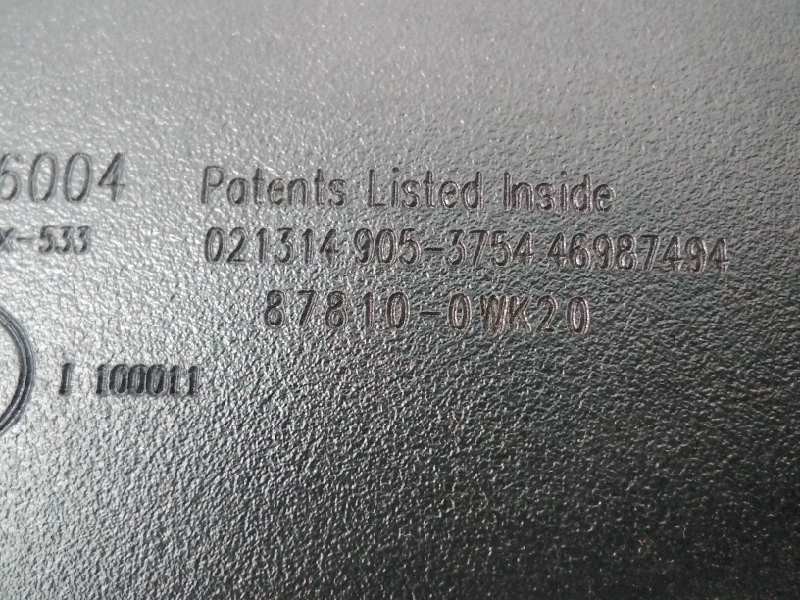 6004
Patents Listed Inside
X-533
021314 905-3754 46987494
87810-0WK20
I 100011